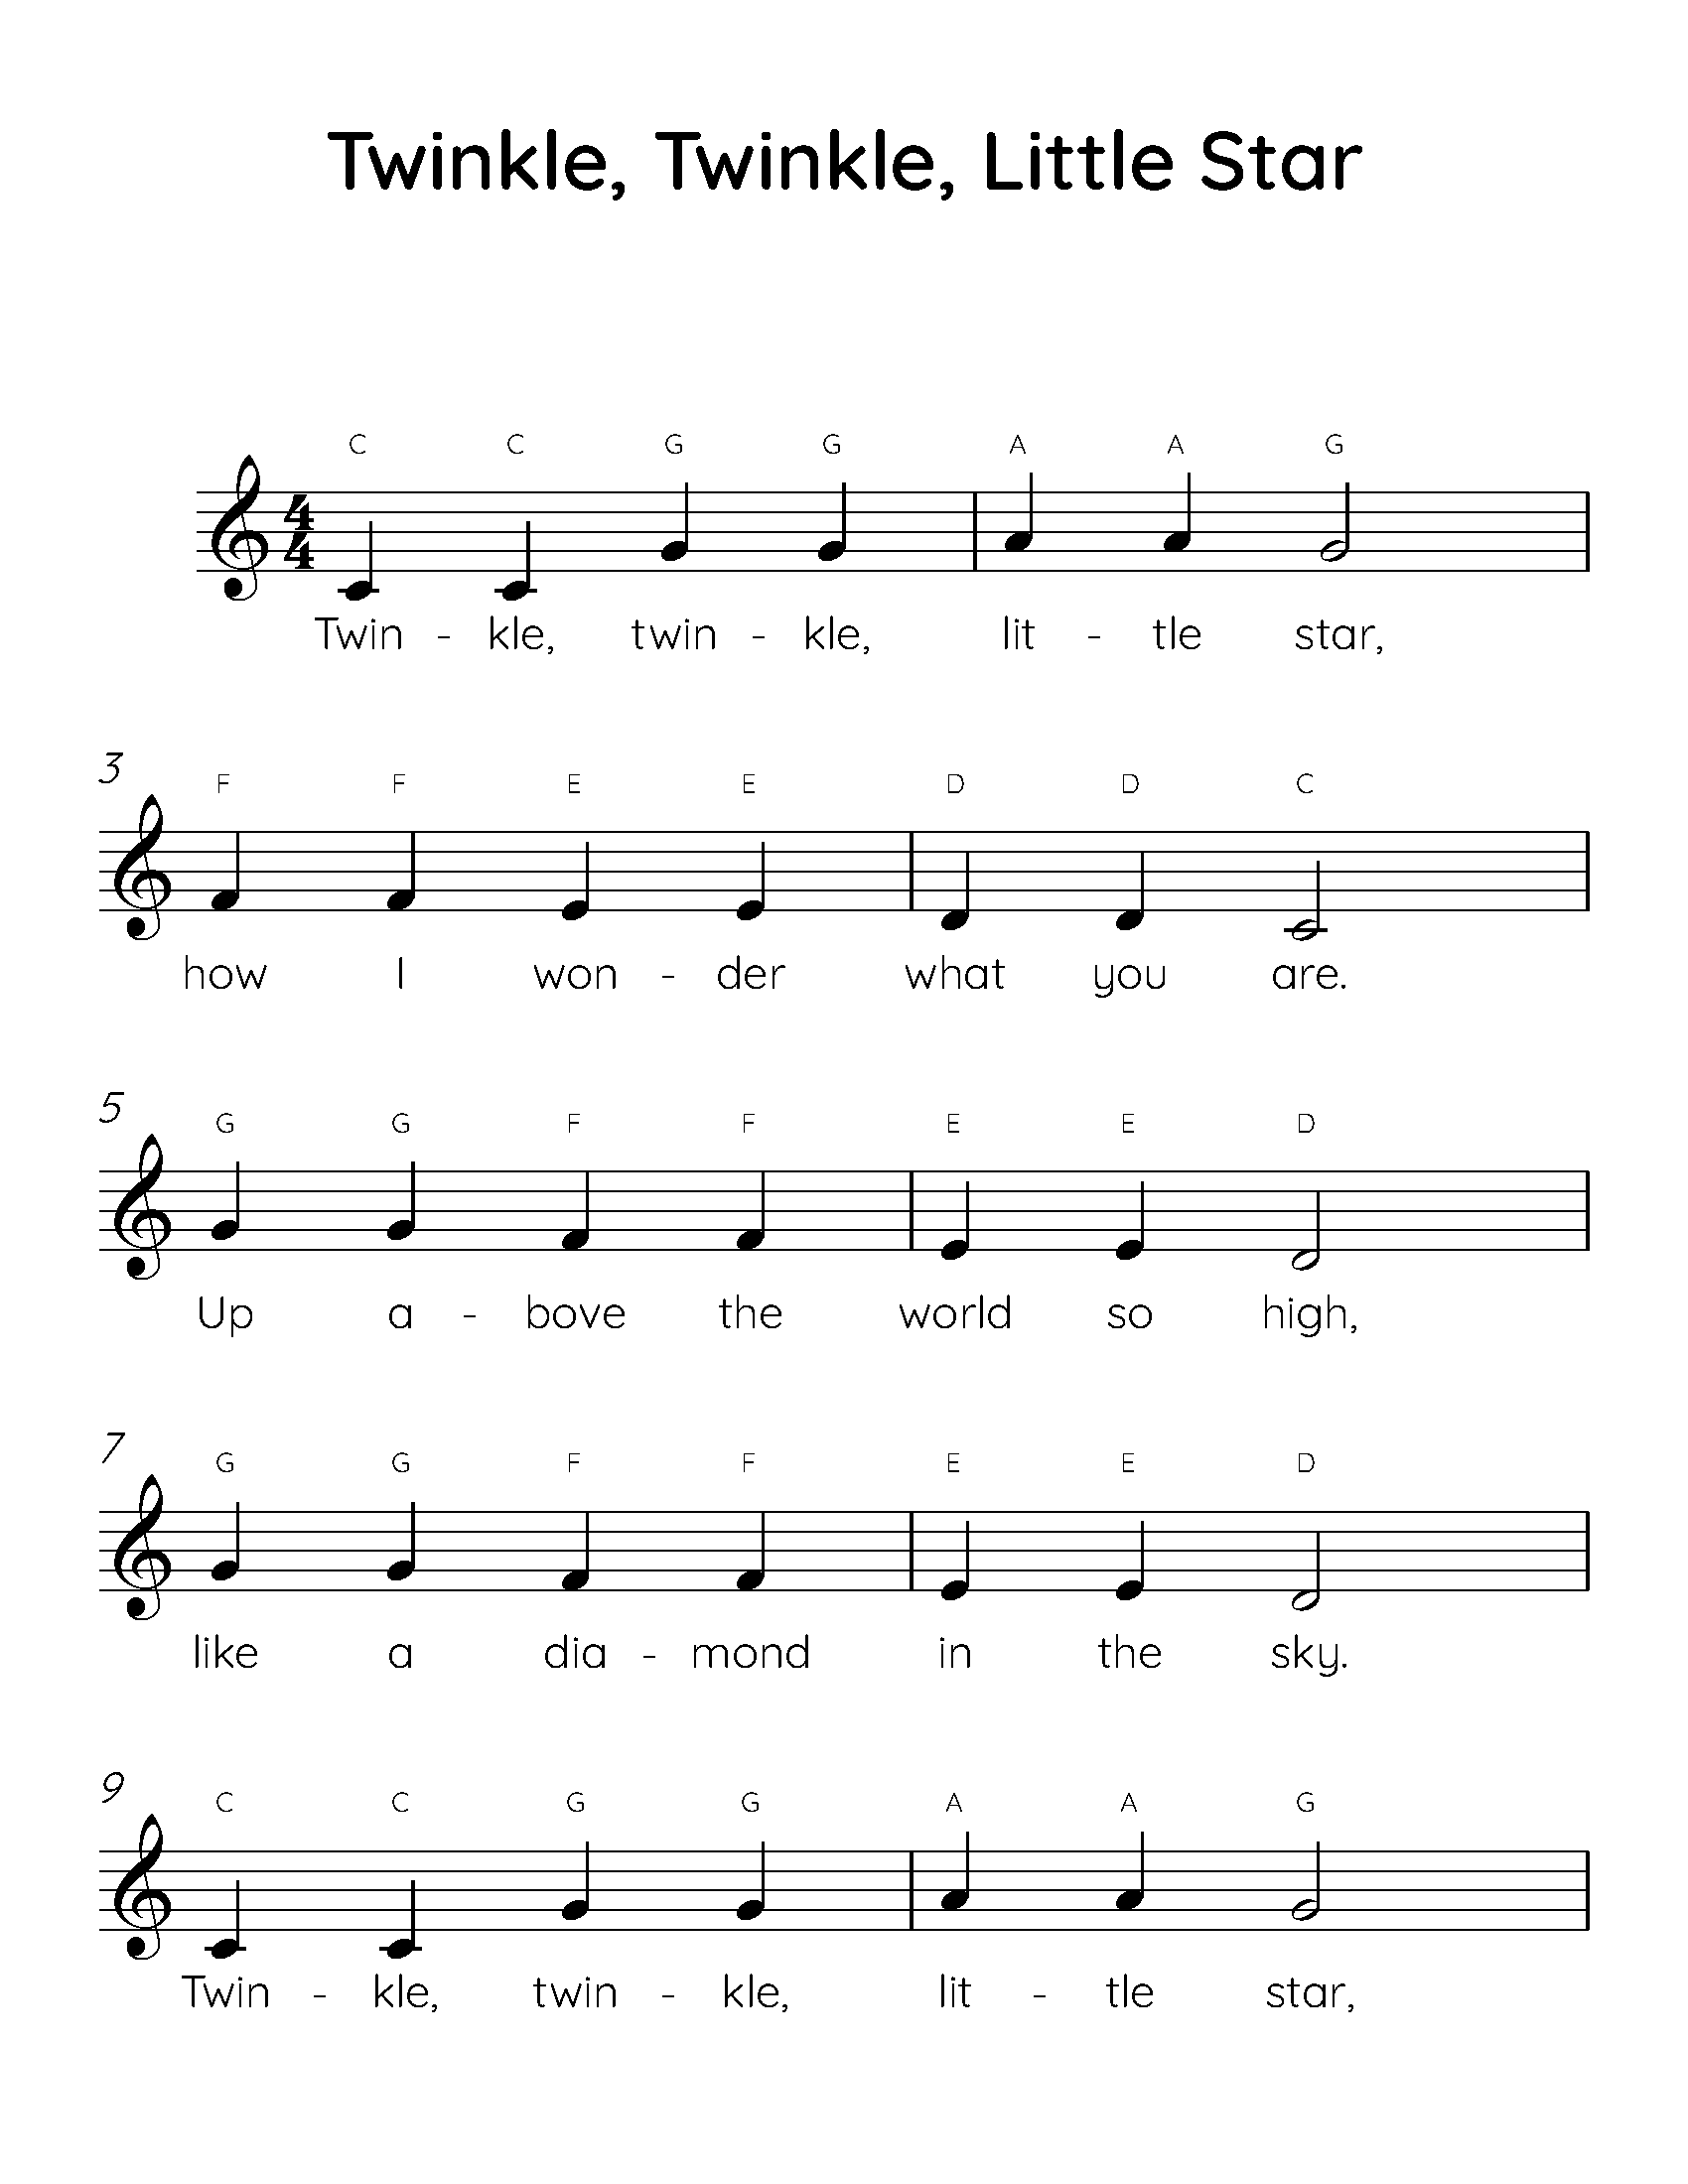 Twinkle, Twinkle, Little Star
C C G G A A G
4
4
Twin - kle, twin - kle, lit - tle star,
3
F F E E D D C
how I won - der what you are.
5
G G F F E E D
Up a - bove the world so high,
7
G G F F E E D
like a dia - mond in the sky.
9
C C G G A A G
Twin - kle, twin - kle, lit - tle star,